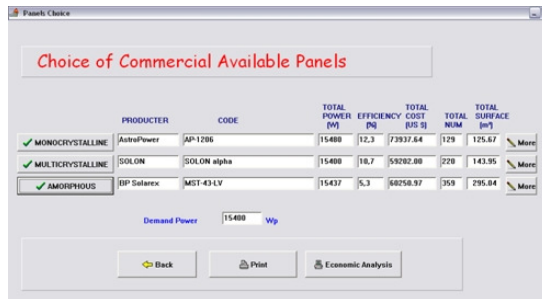 Panels Choice
Choice of Commercial Available Panels
PRODUCTER CODE TOTAL POWER [W] EFFICIENCY [%] TOTAL COST [US $] TOTAL NUM TOTAL SURFACE [m²]
MONOCRYSTALLINE AstroPower AP-1206 15480 12,3 73937.64 129 125.67 More
MULTICRYSTALLINE SOLON SOLON alpha 15400 10,7 59202.00 220 143.95 More
AMORPHOUS BP Solarex MST-43-LV 15437 5,3 60250.97 359 295.04 More
Demand Power 15400 Wp
Back Print Economic Analysis